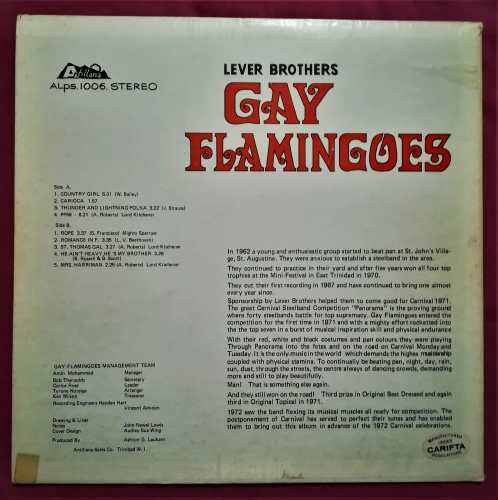 Antillana
Alps. 1006. STEREO
LEVER BROTHERS
GAY
FLAMINGOES
Side A.
1. COUNTRY GIRL 6.01 (W. Bailey)
2. CARIOCA 1.57
3. THUNDER AND LIGHTNING POLKA 3.22 (J. Strauss)
4. PP99 - 6.21 (A. Roberts) Lord Kitchener
Side B.
1. ROPE 3.37 (S. Francisco) Mighty Sparrow
2. ROMANCE IN F. 3.35 (L. V. Beethoven)
3. ST. THOMAS GAL 3.27 (A. Roberts) Lord Kitchener
4. HE AIN'T HEAVY, HE'S MY BROTHER 3.26
(B. Russell & B. Scott)
5. MRS. HARRIMAN 2.25 (A. Roberts) Lord Kitchener
In 1962 a young and enthusiastic group started to beat pan at St. John's Villa-
ge, St. Augustine. They were anxious to establish a steelband in the area.
They continued to practice in their yard and after five years won all four top
trophies at the Mini-Festival in East Trinidad in 1970.
They cut their first recording in 1967 and have continued to bring one almost
every year since.
Sponsorship by Lever Brothers helped them to some good for Carnival 1971.
The great Carnival Steelband Competition "Panorama" is the proving ground
where forty steelbands battle for top supremacy. Gay Flamingoes entered the
competition for the first time in 1971 and with a mighty effort rocketted into
the the top seven in a burst of musical inspiration skill and physical endurance
With their red, white and black costumes and pan colours they were playing
Through Panorama into the fetes and on the road on Carnival Monday and
Tuesday. It is the only music in the world which demands the highes musicianship
coupled with physical stamina. To continually be beating pan, night, day, rain,
sun, dust, through the streets, the centre always of dancing crowds, demanding
more and still to play beautifully.
Man! That is something else again.
And they still won on the road! Third prize in Original Best Dressed and again
third in Original Topical in 1971.
1972 saw the band flexing its musical muscles all ready for competition. The
postponement of Carnival has served to perfect their tunes and has enabled
them to bring out this album in advance of the 1972 Carnival celebrations.
GAY FLAMINGOES MANAGEMENT TEAM
Amin Mohammed Manager
Bob Thenaulds Secretary
Carlos Rose Leader
Tyrone Noreiga Arranger
Ken Wilson Treasurer
Recording Engineers Hayden Hart
Vincent Ackoon
Drawing & Liner
Notes John Newel Lewis
Cover Design Audley Sue Wing
Produced By Ashton G. Laukarh
Antillana Sales Co. Trinidad W. I.
MANUFACTURED
UNDER
CARIFTA
REGULATIONS